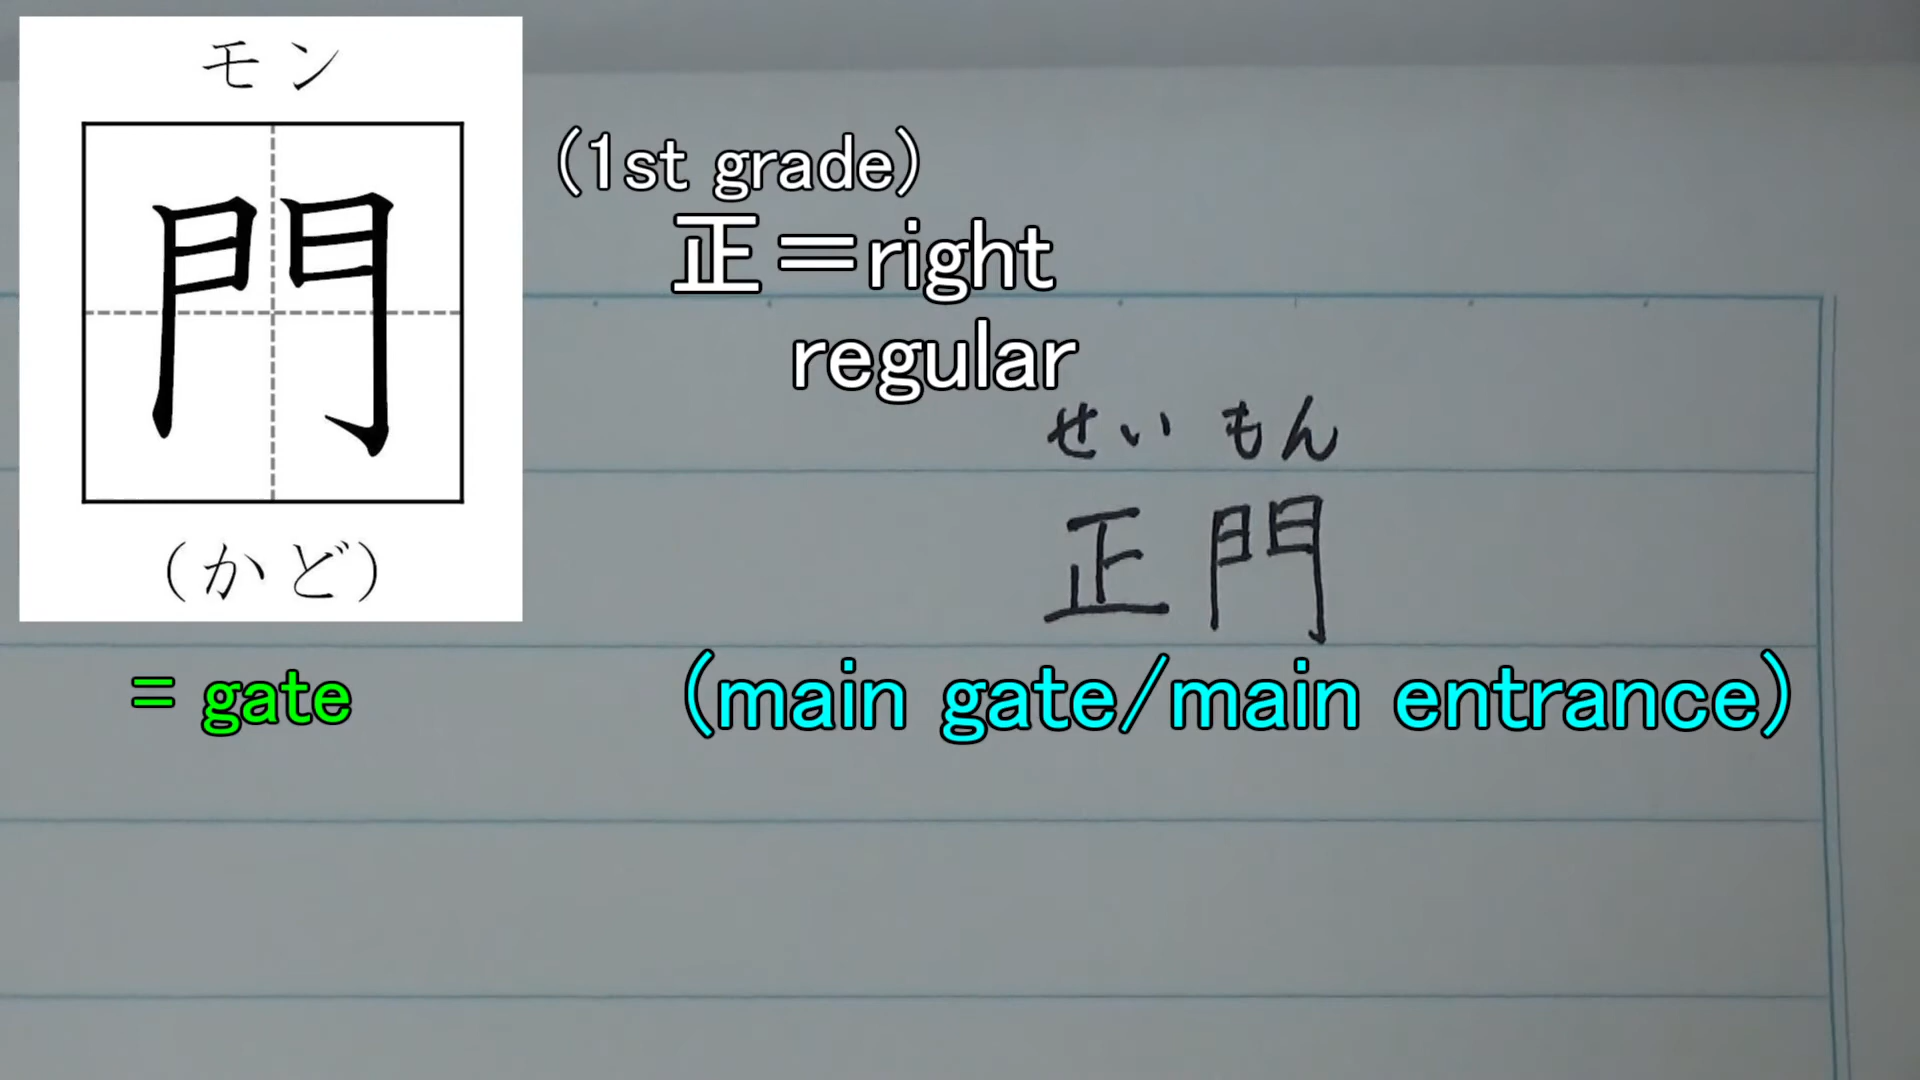 モン
門
(かど)
= gate
(1st grade)
正＝right
regular
せいもん
正門
(main gate/main entrance)